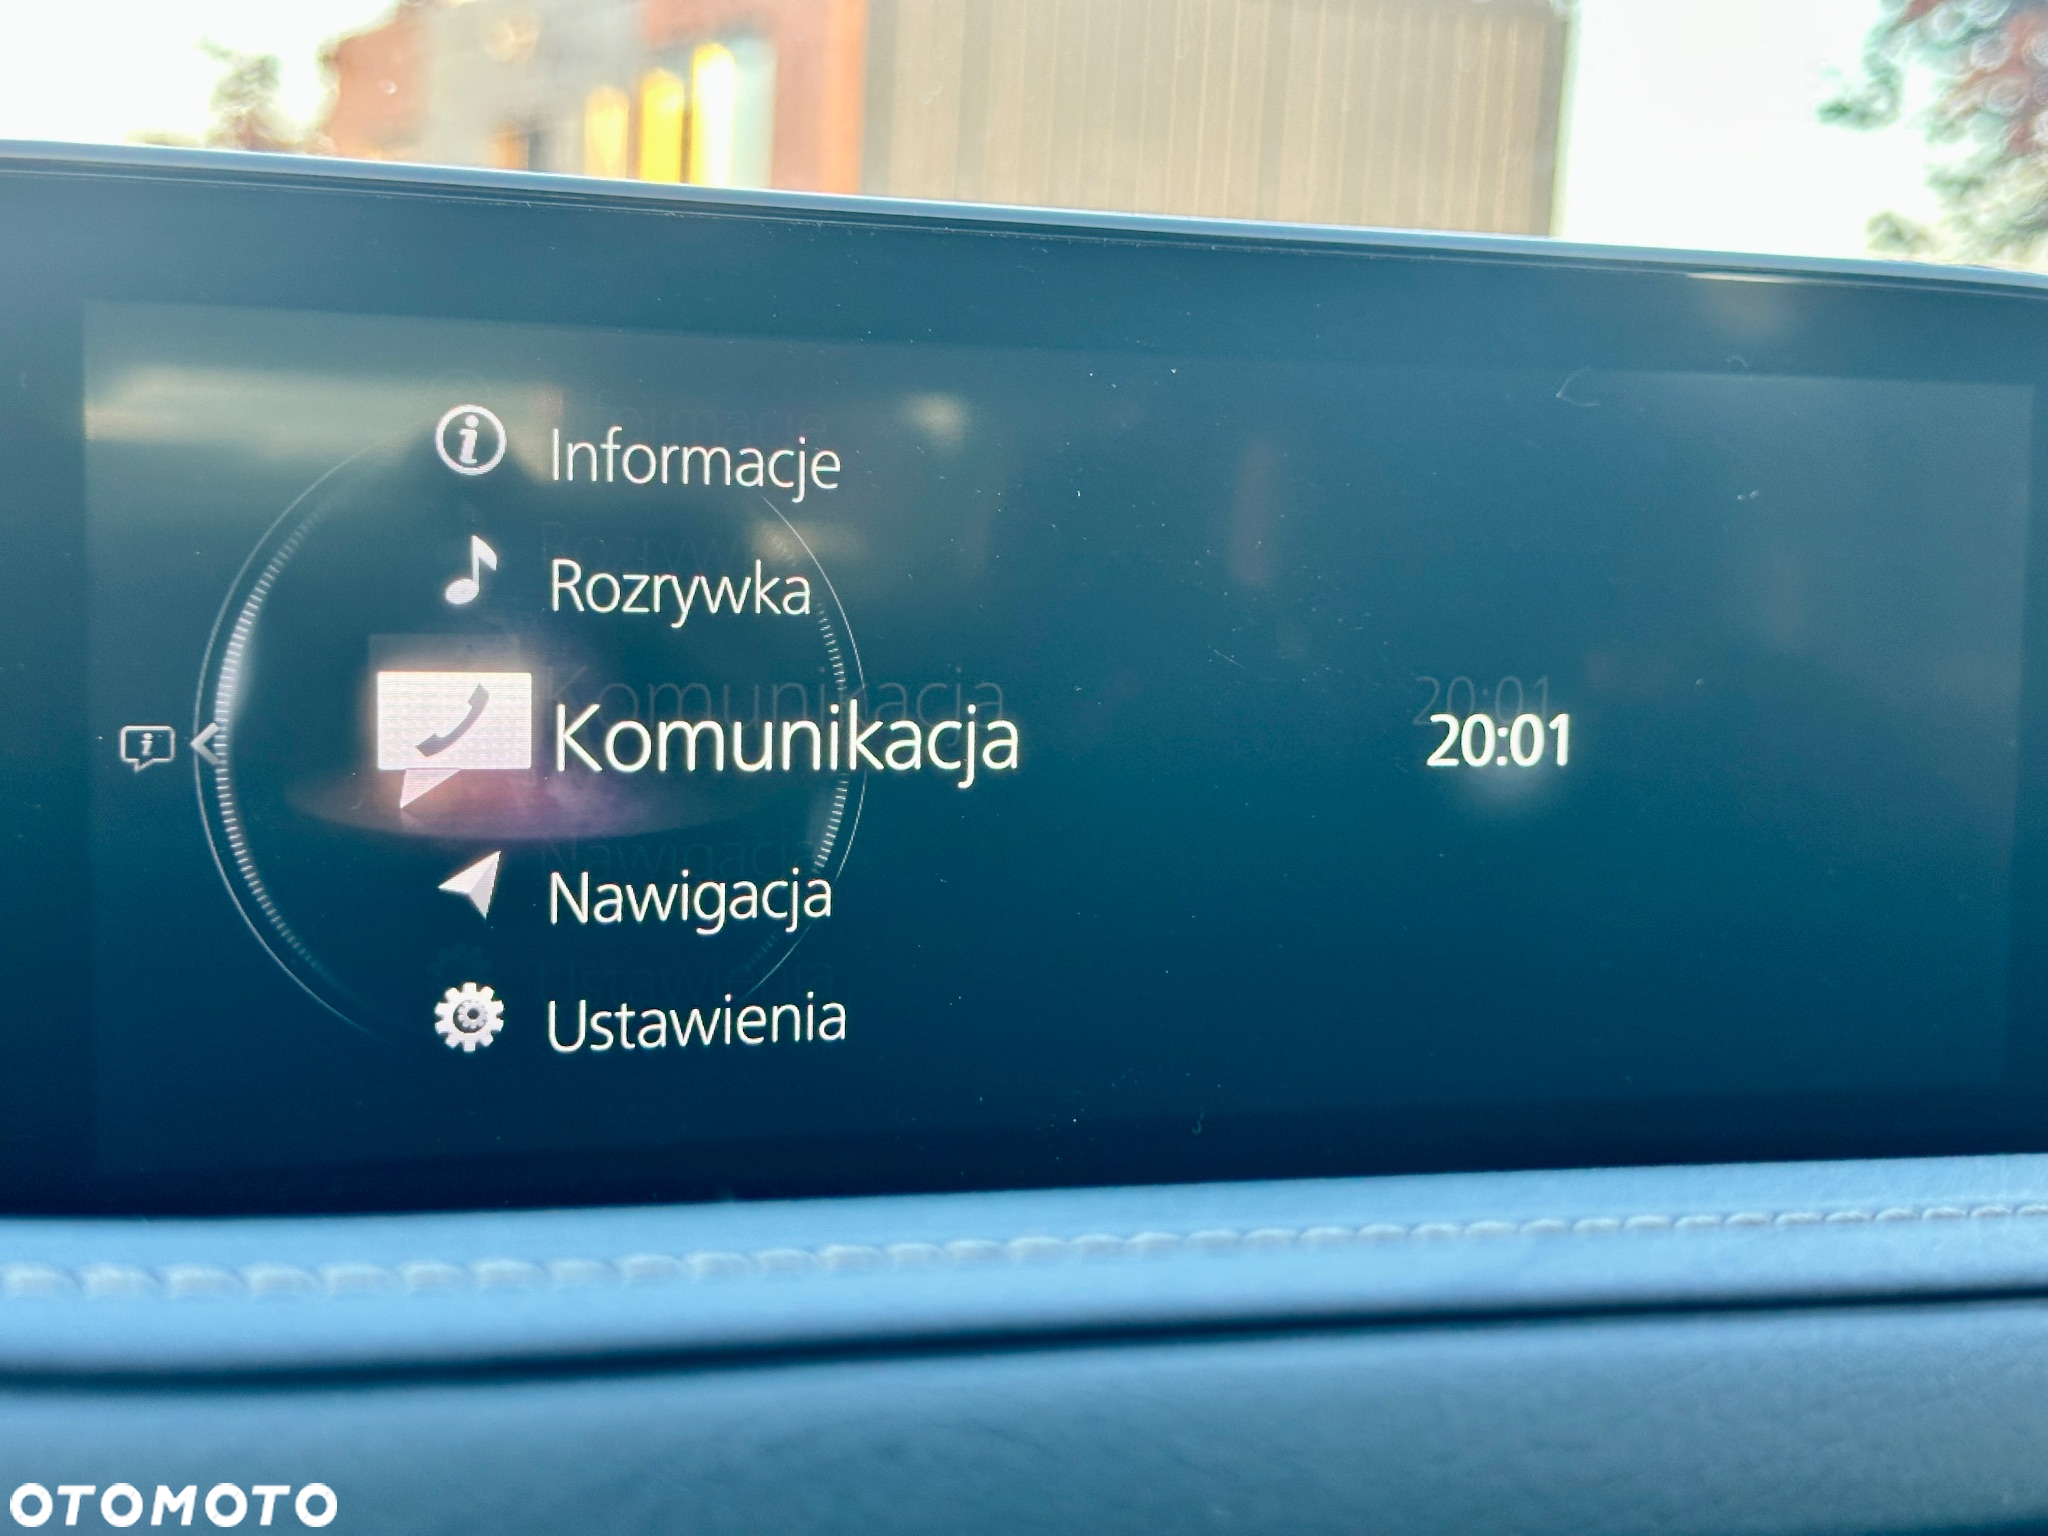 Informacje
Rozrywka
Komunikacja
20:01
Nawigacja
Ustawienia
OTOMOTO